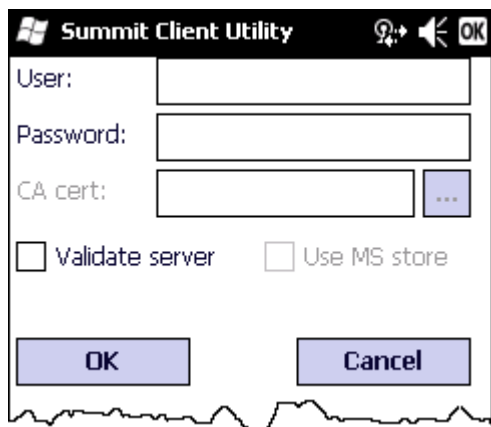 Summit Client Utility OK
User:
Password:
CA cert: ...
Validate server Use MS store
OK Cancel